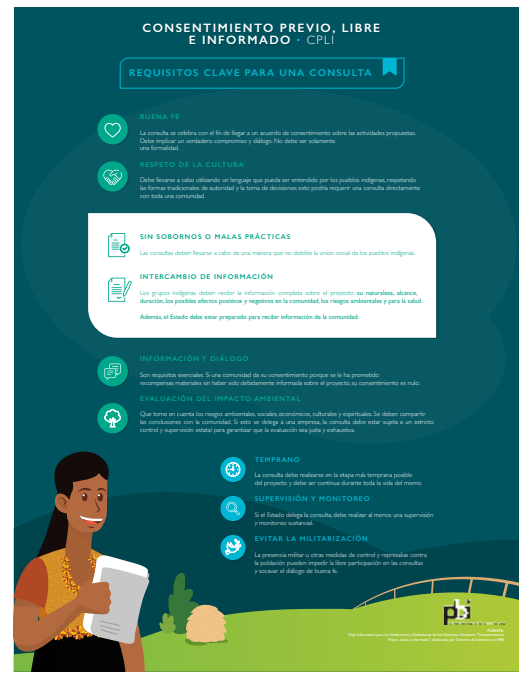 CONSENTIMIENTO PREVIO, LIBRE
E INFORMADO • CPLI
REQUISITOS CLAVE PARA UNA CONSULTA
BUENA FE
La consulta se celebra con el fin de llegar a un acuerdo de consentimiento sobre las actividades propuestas.
Debe implicar un verdadero compromiso y diálogo. No debe ser solamente
una formalidad.
RESPETO DE LA CULTURA
Debe llevarse a cabo utilizando un lenguaje que pueda ser entendido por los pueblos indígenas, respetando
las formas tradicionales de autoridad y la toma de decisiones; esto podría requerir una consulta directamente
con toda una comunidad.
SIN SOBORNOS O MALAS PRÁCTICAS
Las consultas deben llevarse a cabo de una manera que no debilite la unión social de los pueblos indígenas.
INTERCAMBIO DE INFORMACIÓN
Los grupos indígenas deben recibir la información completa sobre el proyecto: su naturaleza, alcance,
duración, los posibles efectos positivos y negativos en la comunidad, los riesgos ambientales y para la salud.
Además, el Estado debe estar preparado para recibir información de la comunidad.
INFORMACIÓN Y DIÁLOGO
Son requisitos esenciales. Si una comunidad da su consentimiento porque se le ha prometido
recompensas materiales sin haber sido debidamente informada sobre el proyecto, su consentimiento es nulo.
EVALUACIÓN DEL IMPACTO AMBIENTAL
Que tome en cuenta los riesgos ambientales, sociales, económicos, culturales y espirituales. Se deben compartir
las conclusiones con la comunidad. Si esto se delega a una empresa, la consulta debe estar sujeta a un estricto
control y supervisión estatal para garantizar que la evaluación sea justa y exhaustiva.
TEMPRANO
La consulta debe realizarse en la etapa más temprana posible
del proyecto y debe ser continua durante toda la vida del mismo.
SUPERVISIÓN Y MONITOREO
Si el Estado delega la consulta, debe realizar al menos una supervisión
y monitoreo sustancial.
EVITAR LA MILITARIZACIÓN
La presencia militar u otras medidas de control y represalias contra
la población pueden impedir la libre participación en las consultas
y socavar el diálogo de buena fe.
pbi
FUENTE: